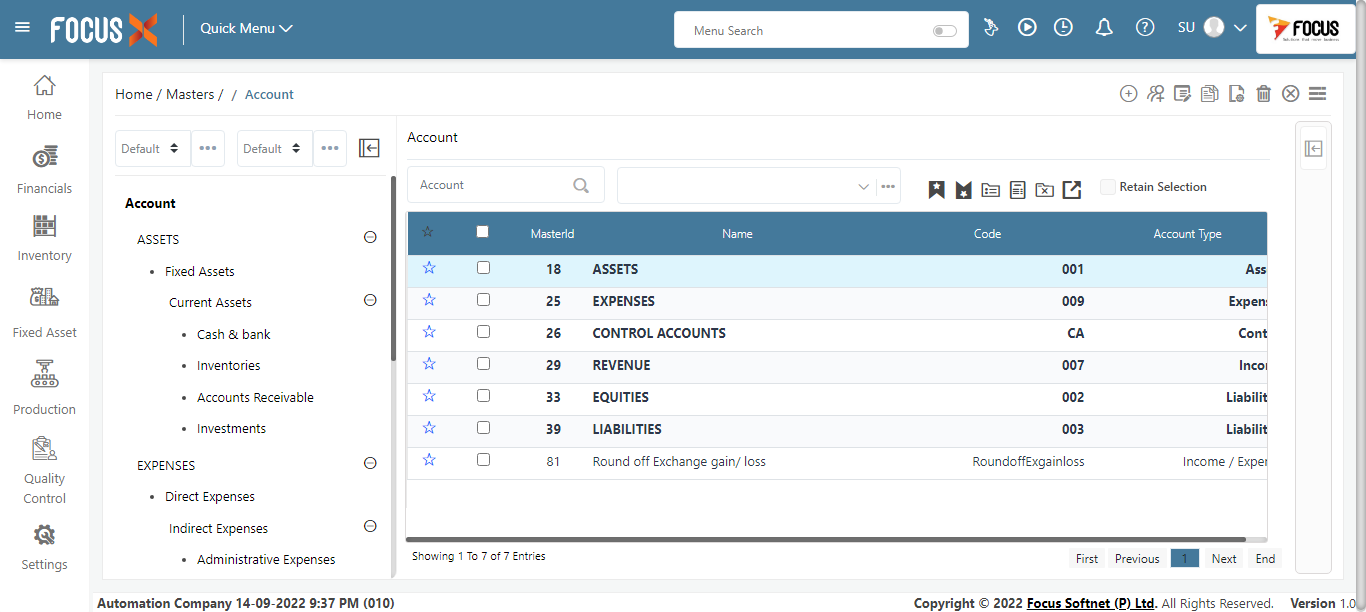 FOCUS X
Quick Menu
Menu Search
SU
FOCUS
Home
Financials
Inventory
Fixed Asset
Production
Quality
Control
Settings
Home / Masters / / Account
Default ••• Default •••
Account
ASSETS
• Fixed Assets
Current Assets
• Cash & bank
• Inventories
• Accounts Receivable
• Investments
EXPENSES
• Direct Expenses
Indirect Expenses
• Administrative Expenses
Account
Account
Retain Selection
MasterId Name Code Account Type
18 ASSETS 001 Ass
25 EXPENSES 009 Expens
26 CONTROL ACCOUNTS CA Cont
29 REVENUE 007 Incor
33 EQUITIES 002 Liabilit
39 LIABILITIES 003 Liabilit
81 Round off Exchange gain/ loss RoundoffExgainloss Income / Exper
Showing 1 To 7 of 7 Entries
First Previous 1 Next End
Automation Company 14-09-2022 9:37 PM (010)
Copyright © 2022 Focus Softnet (P) Ltd. All Rights Reserved. Version 1.0